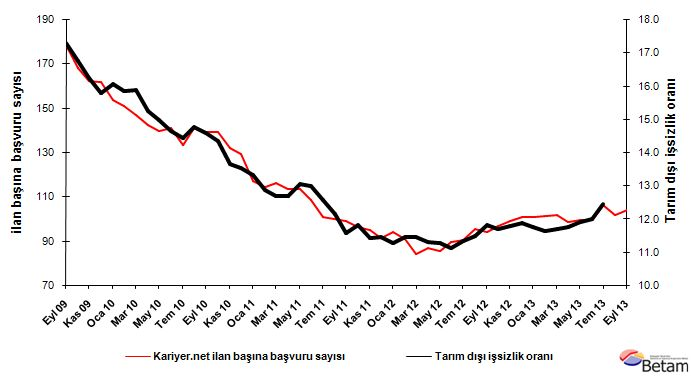 190
170
150
130
110
90
70
ilan başına başvuru sayısı
18.0
17.0
16.0
15.0
14.0
13.0
12.0
11.0
10.0
Tarım dışı işsizlik oranı
Eyl 09
Kas 09
Oca 10
Mar 10
May 10
Tem 10
Eyl 10
Kas 10
Oca 11
Mar 11
May 11
Tem 11
Eyl 11
Kas 11
Oca 12
Mar 12
May 12
Tem 12
Eyl 12
Kas 12
Oca 13
Mar 13
May 13
Tem 13
Eyl 13
Kariyer.net ilan başına başvuru sayısı
Tarım dışı işsizlik oranı
Betam